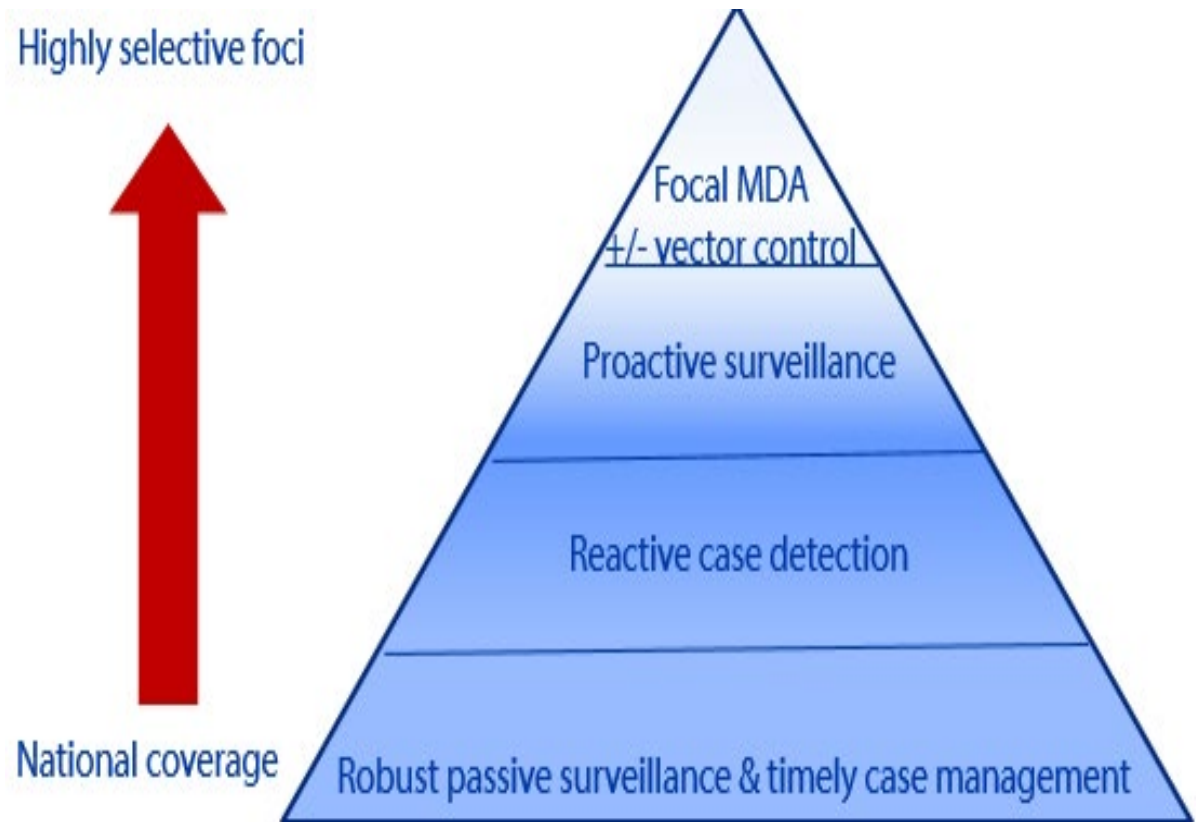 Highly selective foci
Focal MDA
+/- vector control
Proactive surveillance
Reactive case detection
National coverage
Robust passive surveillance & timely case management